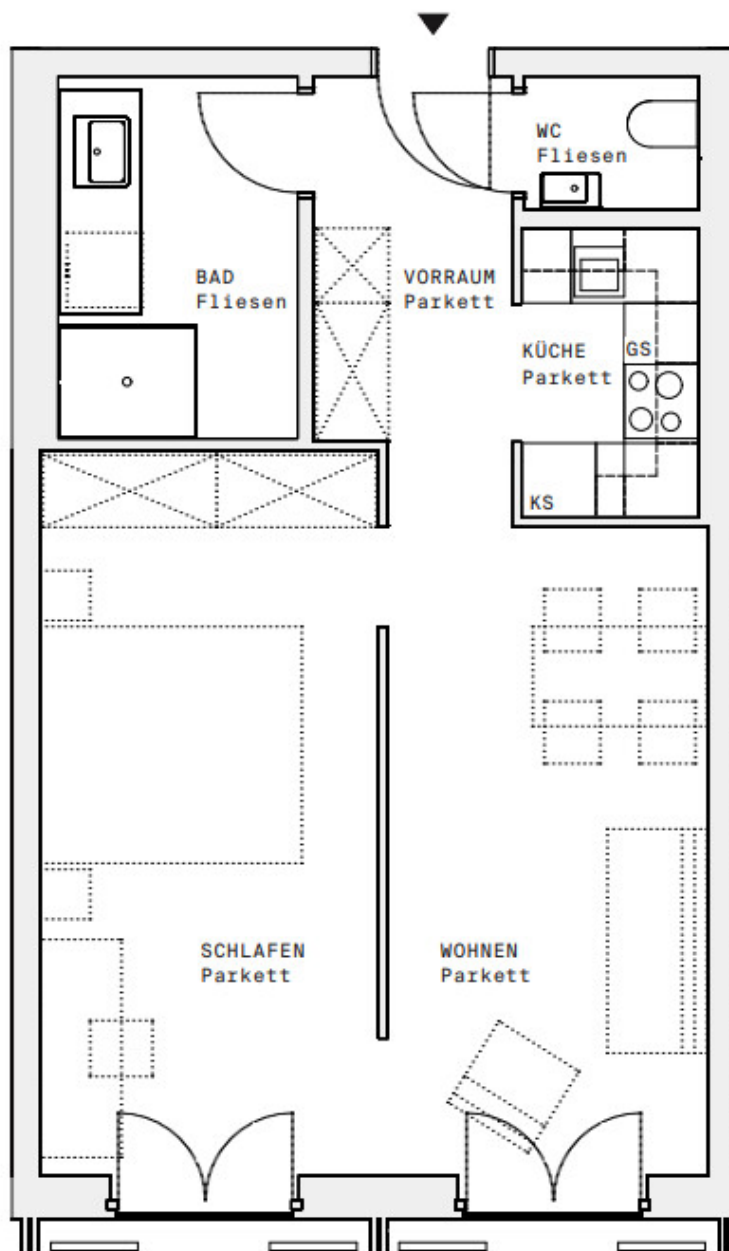 WC
Fliesen
BAD
Fliesen
VORRAUM
Parkett
KÜCHE
Parkett
GS
KS
SCHLAFEN
Parkett
WOHNEN
Parkett